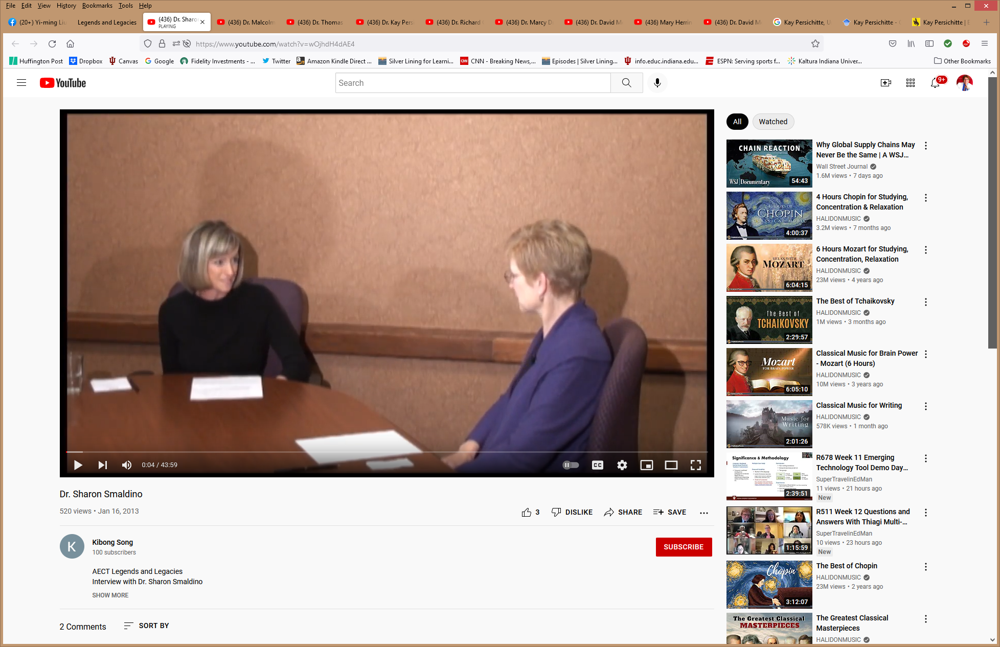 File Edit View History Bookmarks Tools Help
(20+) Yi-ming Liu
Legends and Legacies
(436) Dr. Sharo
PLAYING
(436) Dr. Malcolm
(436) Dr. Thomas
(436) Dr. Kay Pers
(436) Dr. Richard
(436) Dr. Marcy D
(436) Dr. David M
(436) Mary Herrin
(436) Dr. David M
Kay Persichitte, U
Kay Persichitte -
Kay Persichitte | E
https://www.youtube.com/watch?v=wOjhdH4dAE4
Huffington Post Dropbox Canvas Google Fidelity Investments - ... Twitter Amazon Kindle Direct ... Silver Lining for Learni... CNN - Breaking News,... Episodes | Silver Lining... info.educ.indiana.edu... ESPN: Serving sports f... Kaltura Indiana Univer... Other Bookmarks
YouTube
Search
9+
0:04 / 43:59
CC
Dr. Sharon Smaldino
520 views • Jan 16, 2013
3 DISLIKE SHARE SAVE ...
K
Kibong Song
100 subscribers
SUBSCRIBE
AECT Legends and Legacies
Interview with Dr. Sharon Smaldino
SHOW MORE
2 Comments SORT BY
All Watched
CHAIN REACTION
WSJ Documentary
54:43
Why Global Supply Chains May
Never Be the Same | A WSJ...
Wall Street Journal
1.6M views • 7 days ago
4 HOURS OF
CHOPIN
CLASSICAL MUSIC
4:00:37
4 Hours Chopin for Studying,
Concentration & Relaxation
HALIDONMUSIC
3.2M views • 7 months ago
RELAX WITH
MOZART
6:04:15
6 Hours Mozart for Studying,
Concentration, Relaxation
HALIDONMUSIC
23M views • 4 years ago
The Best of
TCHAIKOVSKY
2:29:57
The Best of Tchaikovsky
HALIDONMUSIC
1M views • 3 months ago
Mozart
FOR BRAIN POWER
6:05:10
Classical Music for Brain Power
- Mozart (6 Hours)
HALIDONMUSIC
10M views • 3 years ago
Music for
Writing
2:01:26
Classical Music for Writing
HALIDONMUSIC
578K views • 1 month ago
Significance & Methodology
2:39:51
R678 Week 11 Emerging
Technology Tool Demo Day...
SuperTravelinEdMan
11 views • 21 hours ago
New
1:15:59
R511 Week 12 Questions and
Answers With Thiagi Multi-...
SuperTravelinEdMan
10 views • 23 hours ago
New
Chopin
3:12:07
The Best of Chopin
HALIDONMUSIC
23M views • 2 years ago
The Greatest Classical
MASTERPIECES
The Greatest Classical
Masterpieces
HALIDONMUSIC